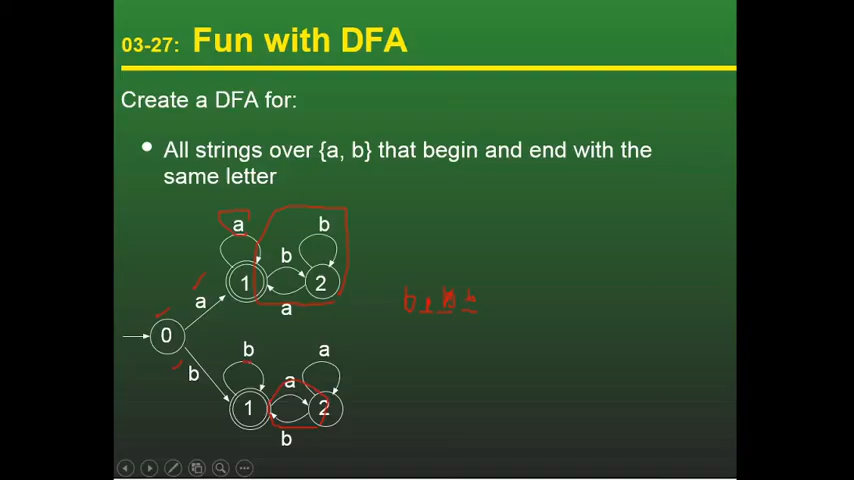 03-27: Fun with DFA
Create a DFA for:
All strings over {a, b} that begin and end with the
same letter
a
b
b
1
2
a
a
0
b
b
a
a
1
2
b